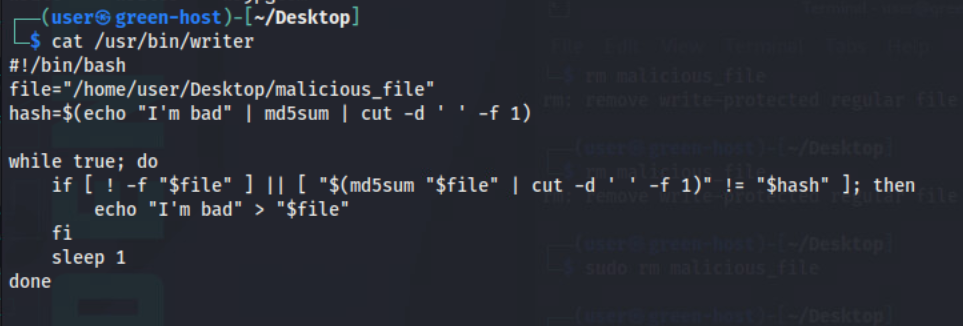 ┌──(user㉿green-host)-[~/Desktop]
└─$ cat /usr/bin/writer
#!/bin/bash
file="/home/user/Desktop/malicious_file"
hash=$(echo "I'm bad" | md5sum | cut -d ' ' -f 1)
while true; do
    if [ ! -f "$file" ] || [ "$(md5sum "$file" | cut -d ' ' -f 1)" != "$hash" ]; then
        echo "I'm bad" > "$file"
    fi
    sleep 1
done
File Edit View Terminal Tabs Help
└─$ rm malicious_file
rm: remove write-protected regular file
┌──(user㉿green-host)-[~/Desktop]
└─$ rm malicious_file
rm: remove write-protected regular file
┌──(user㉿green-host)-[~/Desktop]
└─$ sudo rm malicious_file
┌──(user㉿green-host)-[~/Desktop]